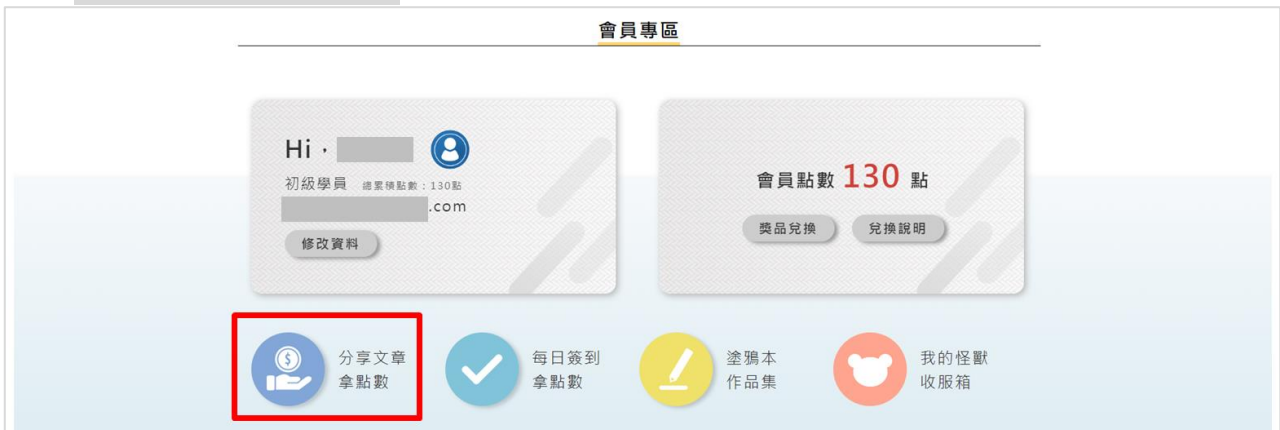 會員專區
Hi，
初級學員 總累積點數：130點
.com
修改資料
會員點數 130 點
獎品兌換 兌換說明
分享文章
拿點數
每日簽到
拿點數
塗鴉本
作品集
我的怪獸
收服箱